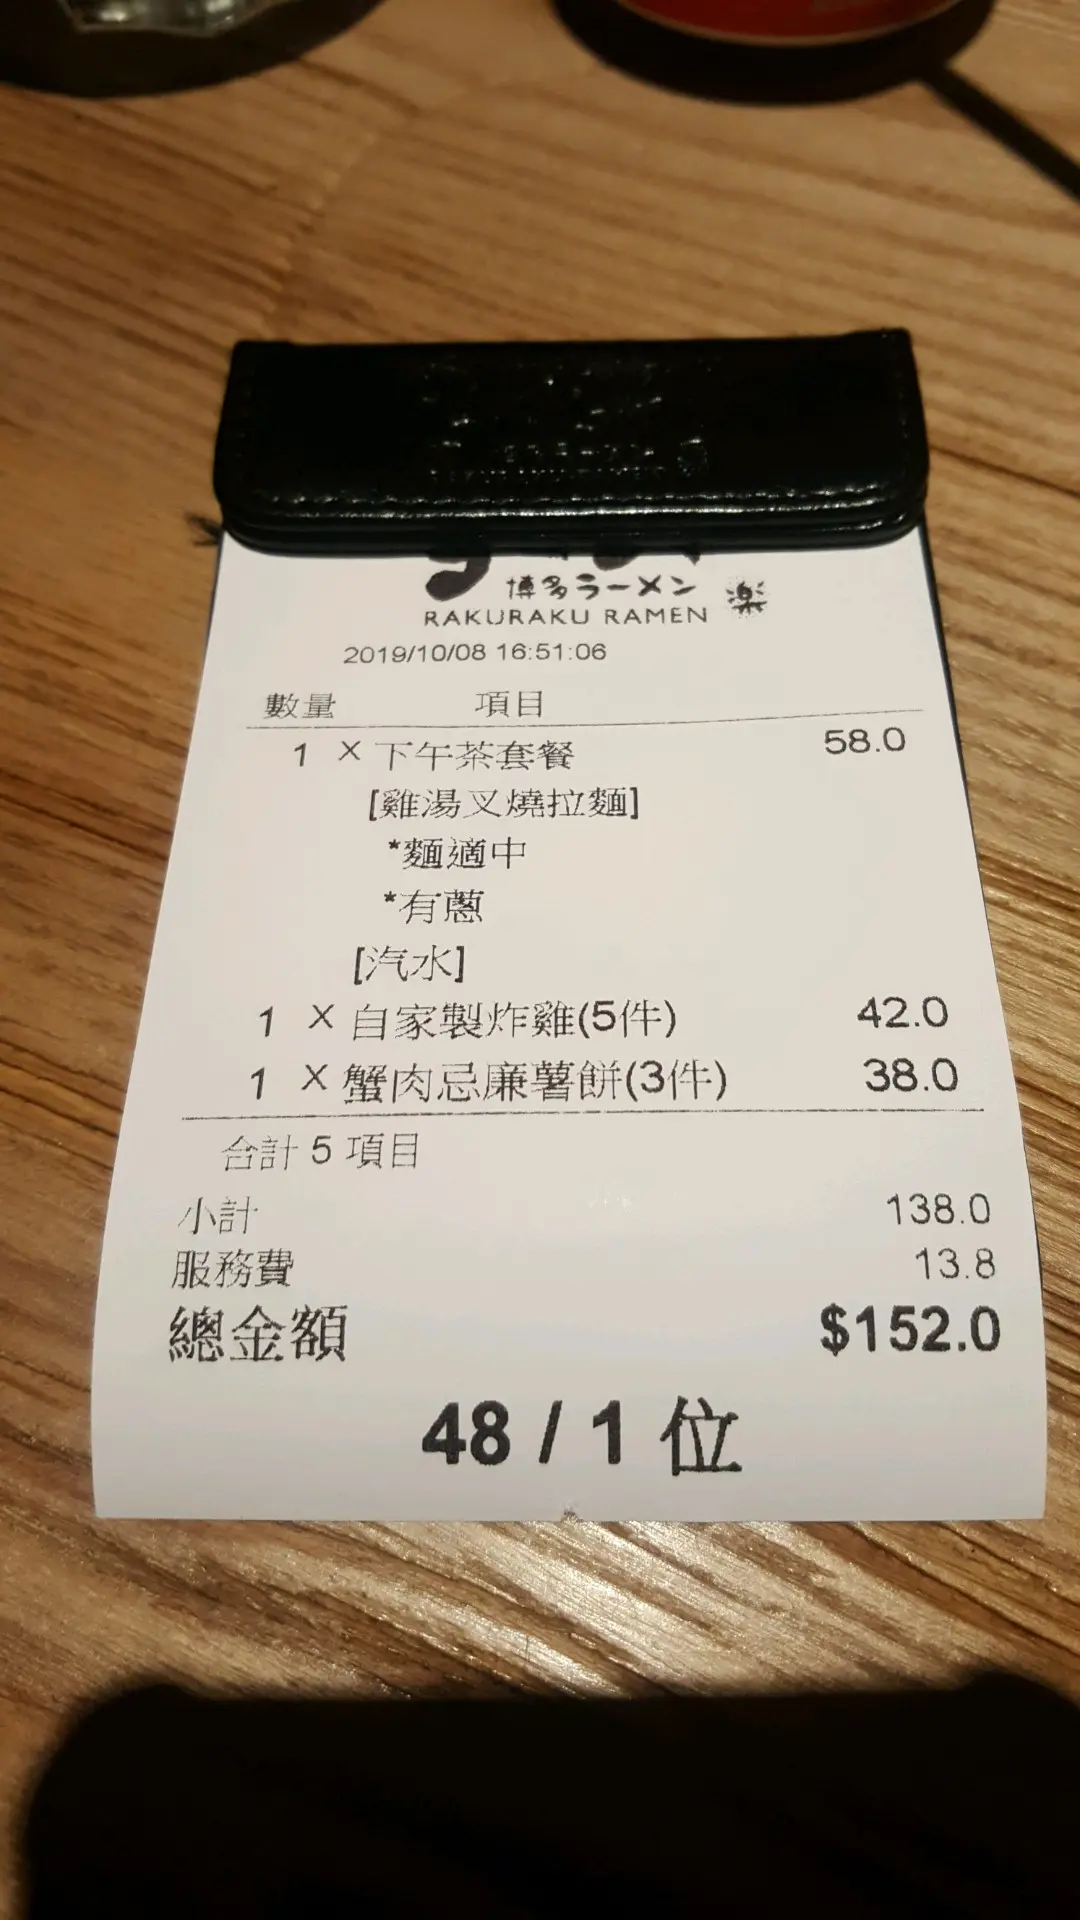 博多ラーメン 楽
RAKURAKU RAMEN
2019/10/08 16:51:06
數量 項目
1 X 下午茶套餐 58.0
[雞湯叉燒拉麵]
*麵適中
*有蔥
[汽水]
1 X 自家製炸雞(5件) 42.0
1 X 蟹肉忌廉薯餅(3件) 38.0
合計 5 項目
小計 138.0
服務費 13.8
總金額 $152.0
48 / 1 位